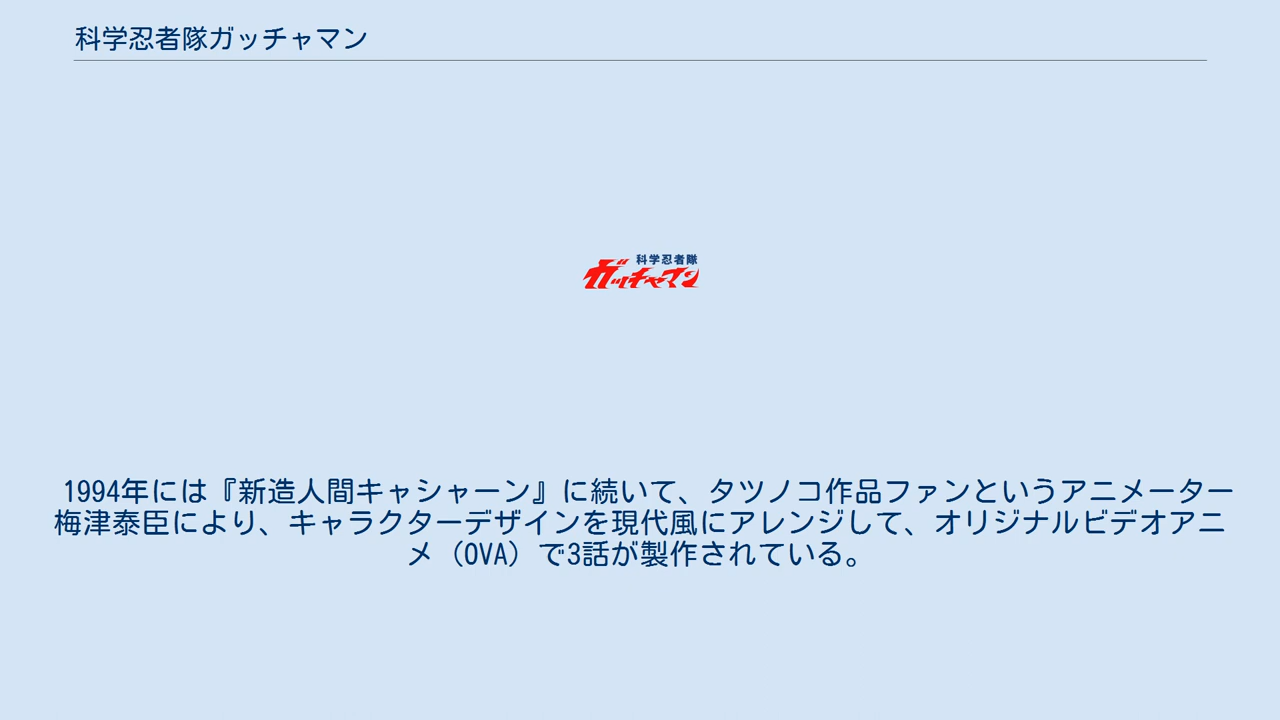 科学忍者隊ガッチャマン
科学忍者隊
ガッチャマン
1994年には『新造人間キャシャーン』に続いて、タツノコ作品ファンというアニメーター
梅津泰臣により、キャラクターデザインを現代風にアレンジして、オリジナルビデオアニ
メ（OVA）で3話が製作されている。